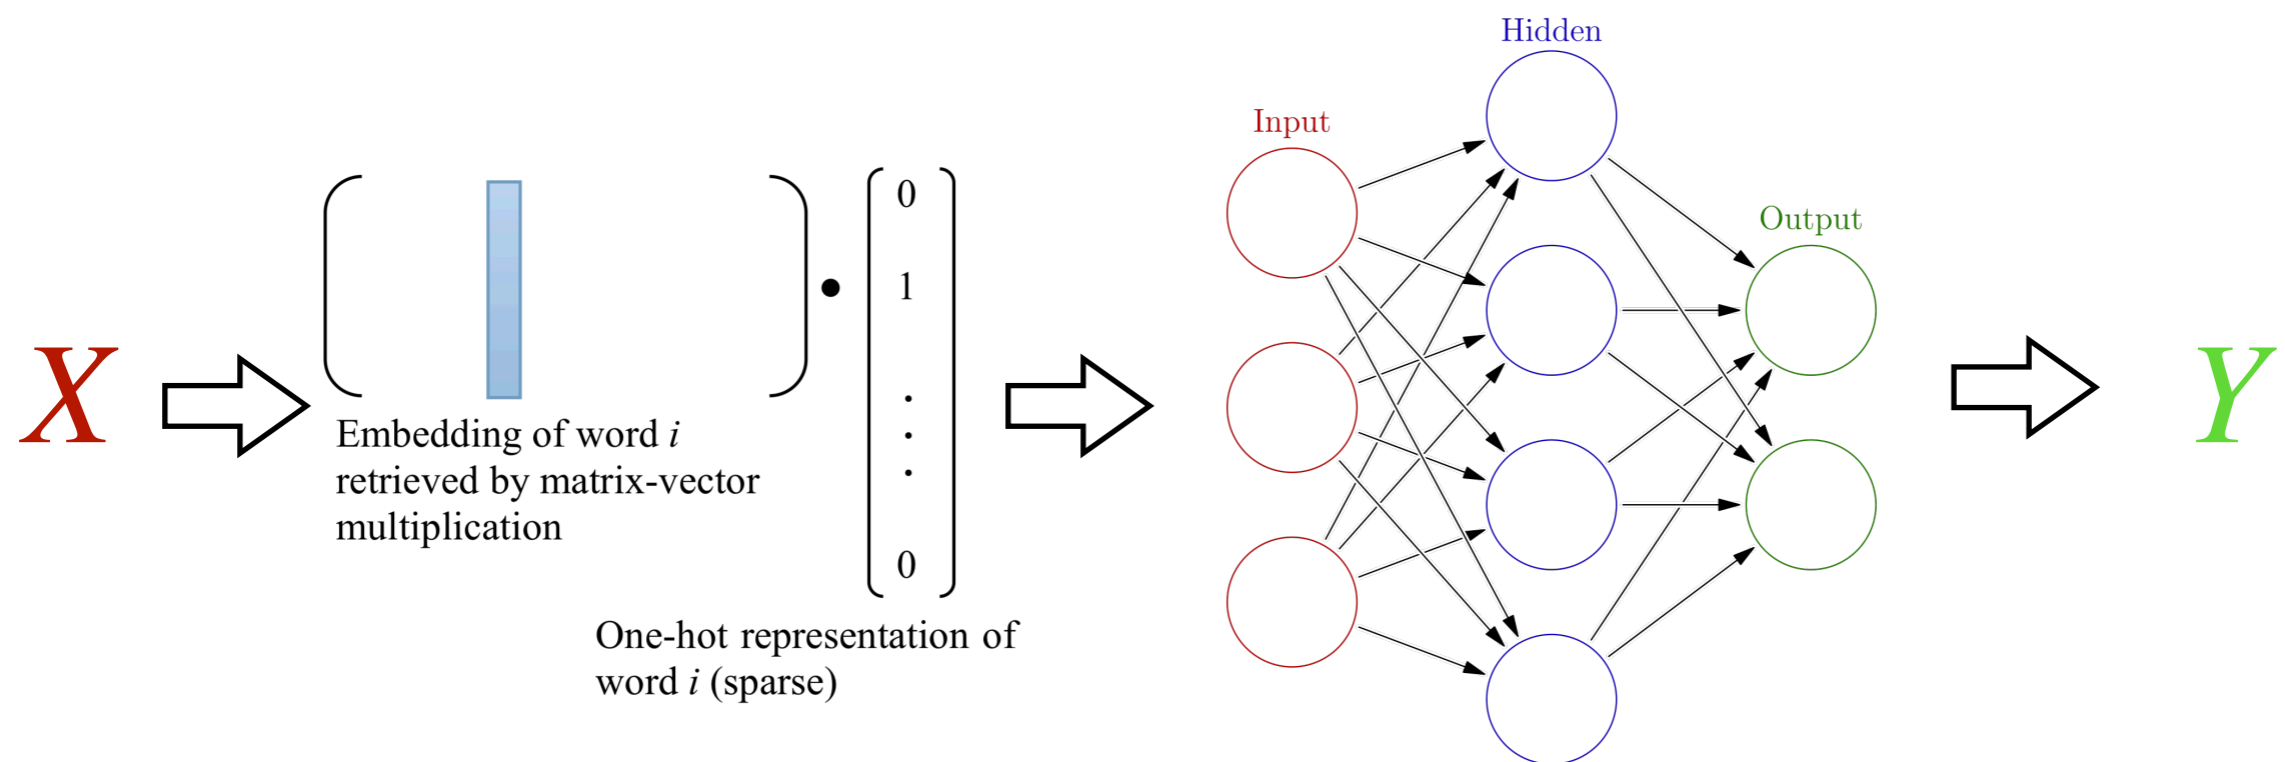 X
Embedding of word i
retrieved by matrix-vector
multiplication
0
1
.
.
.
0
One-hot representation of
word i (sparse)
Input
Hidden
Output
Y